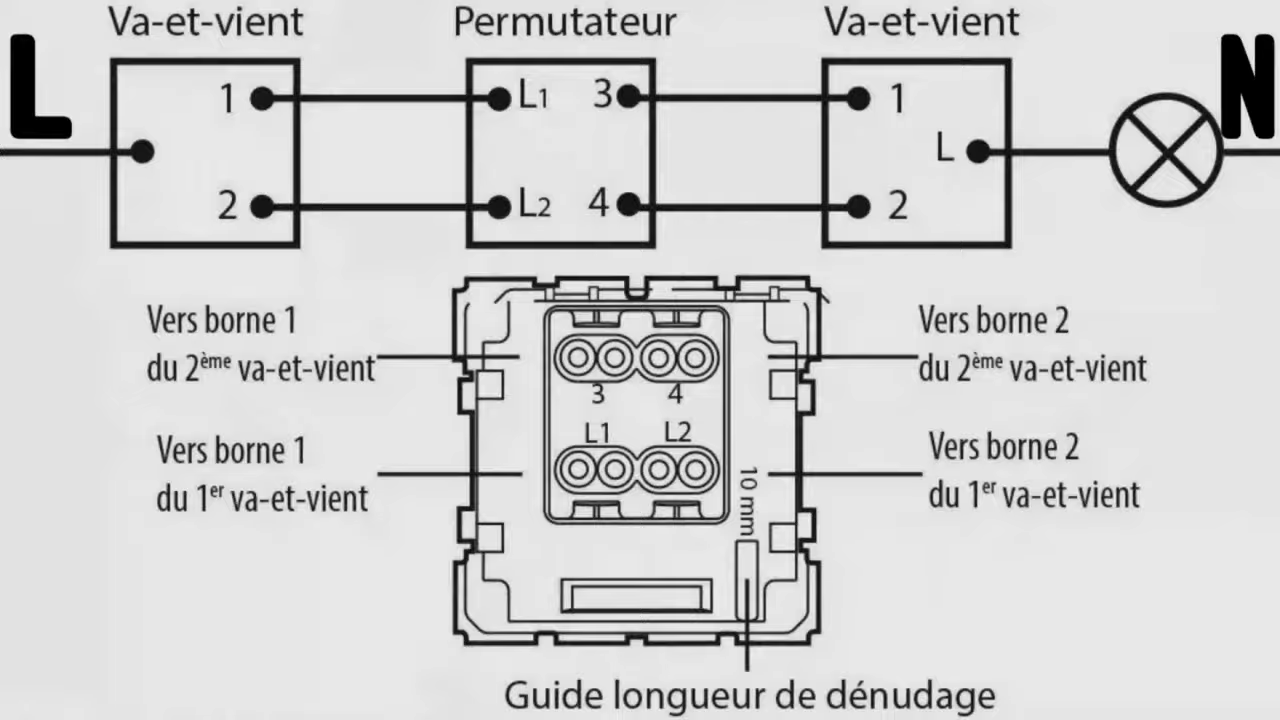 Va-et-vient Permutateur Va-et-vient
L N
1 L1 3 1
L
2 L2 4 2
Vers borne 1
du 2ème va-et-vient
Vers borne 2
du 2ème va-et-vient
3 4
L1 L2
Vers borne 1
du 1er va-et-vient
Vers borne 2
du 1er va-et-vient
10 mm
Guide longueur de dénudage